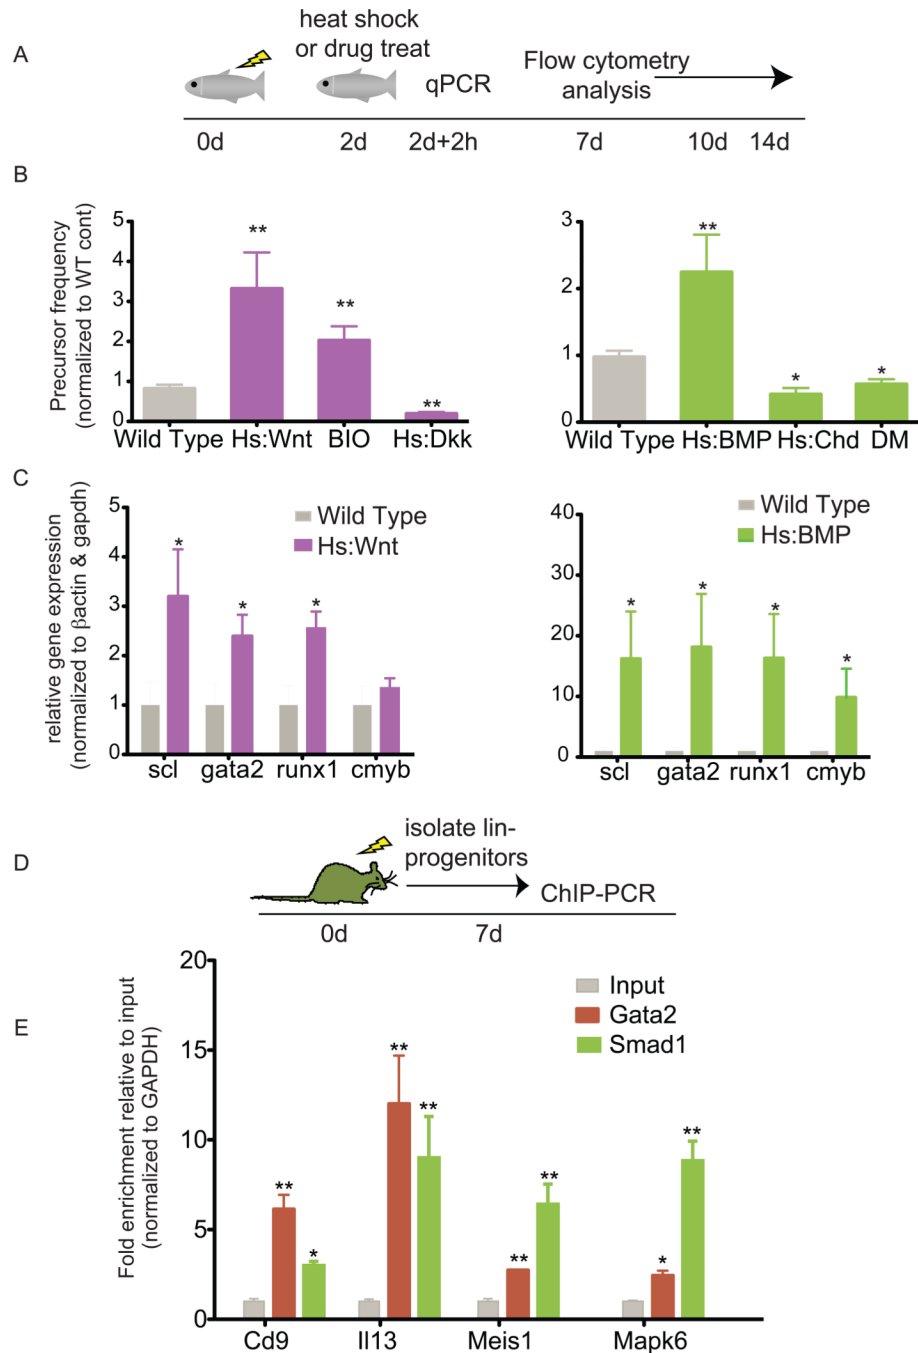 A
heat shock
or drug treat
qPCR
Flow cytometry
analysis
0d 2d 2d+2h 7d 10d 14d
B
Precursor frequency
(normalized to WT cont)
5
4
3
2
1
0
**
**
**
Wild Type Hs:Wnt BIO Hs:Dkk
3
2
1
0
**
*
*
Wild Type Hs:BMP Hs:Chd DM
C
relative gene expression
(normalized to βactin & gapdh)
5
4
3
2
1
0
Wild Type
Hs:Wnt
*
*
*
scl gata2 runx1 cmyb
40
30
20
10
0
Wild Type
Hs:BMP
*
*
*
*
scl gata2 runx1 cmyb
D
isolate lin-
progenitors
ChIP-PCR
0d 7d
E
Fold enrichment relative to input
(normalized to GAPDH)
20
15
10
5
0
Input
Gata2
Smad1
**
*
**
**
**
**
*
**
Cd9 Il13 Meis1 Mapk6